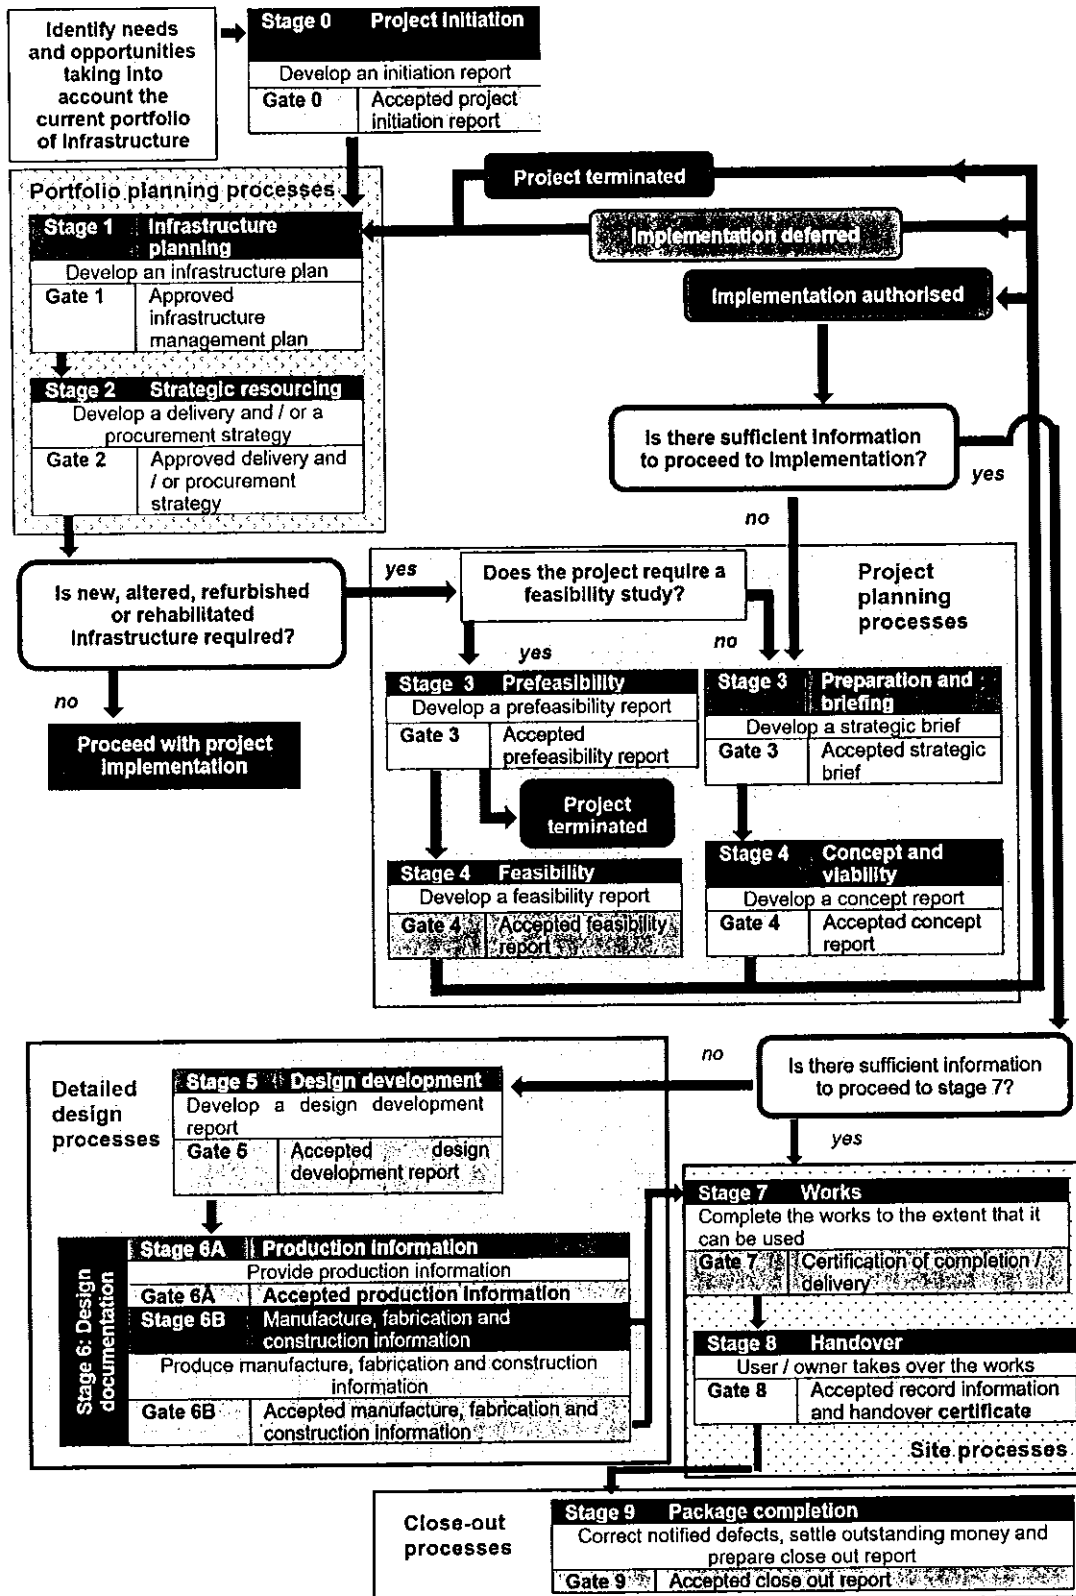 Identify needs
and opportunities
taking into
account the
current portfolio
of Infrastructure
Stage 0 Project initiation
Develop an initiation report
Gate 0 Accepted project
initiation report
Project terminated
Implementation deferred
Implementation authorised
Portfolio planning processes
Stage 1 Infrastructure
planning
Develop an infrastructure plan
Gate 1 Approved
infrastructure
management plan
Stage 2 Strategic resourcing
Develop a delivery and / or a
procurement strategy
Gate 2 Approved delivery and
/ or procurement
strategy
Is there sufficient Information
to proceed to Implementation?
yes
no
Is new, altered, refurbished
or rehabilitated
Infrastructure required?
yes
no
Proceed with project
Implementation
Does the project require a
feasibility study?
yes
no
Project
planning
processes
Stage 3 Prefeasibility
Develop a prefeasibility report
Gate 3 Accepted
prefeasibility report
Project
terminated
Stage 4 Feasibility
Develop a feasibility report
Gate 4 Accepted feasibility
report
Stage 3 Preparation and
briefing
Develop a strategic brief
Gate 3 Accepted strategic
brief
Stage 4 Concept and
viability
Develop a concept report
Gate 4 Accepted concept
report
Is there sufficient information
to proceed to stage 7?
no
yes
Detailed
design
processes
Stage 5 Design development
Develop a design development
report
Gate 5 Accepted design
development report
Stage 6: Design
documentation
Stage 6A Production information
Provide production information
Gate 6A Accepted production Information
Stage 6B Manufacture, fabrication and
construction information
Produce manufacture, fabrication and construction
information
Gate 6B Accepted manufacture, fabrication and
construction information
Stage 7 Works
Complete the works to the extent that it
can be used
Gate 7 Certification of completion /
delivery
Stage 8 Handover
User / owner takes over the works
Gate 8 Accepted record information
and handover certificate
Site processes
Close-out
processes
Stage 9 Package completion
Correct notified defects, settle outstanding money and
prepare close out report
Gate 9 Accepted close out report